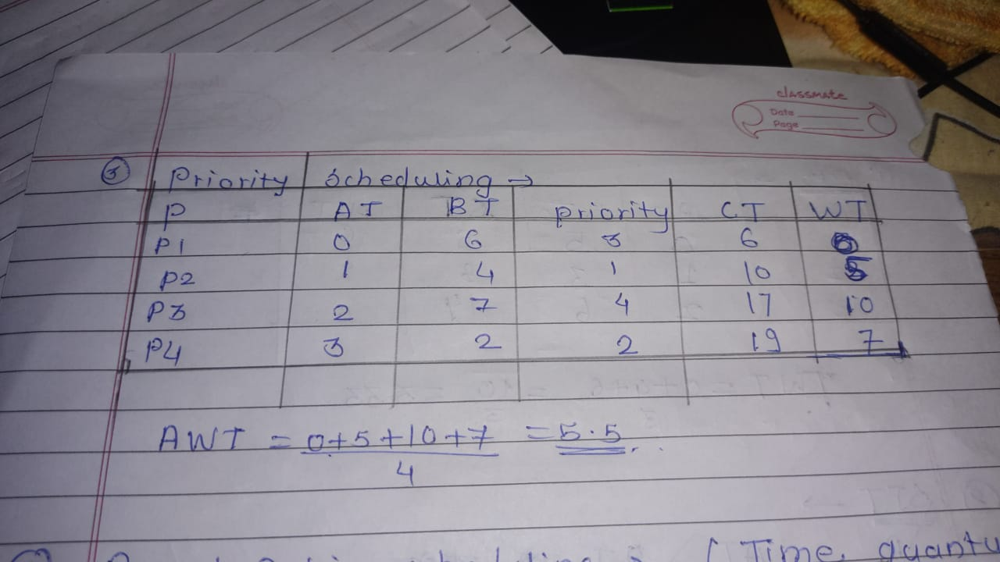 classmate
Date
Page
③ Priority Scheduling →
P AT BT priority CT WT
P1 0 6 3 6 0
P2 1 4 1 10 5
P3 2 7 4 17 10
P4 3 2 2 19 7
AWT = 0+5+10+7 = 5.5
4
( Time quantu